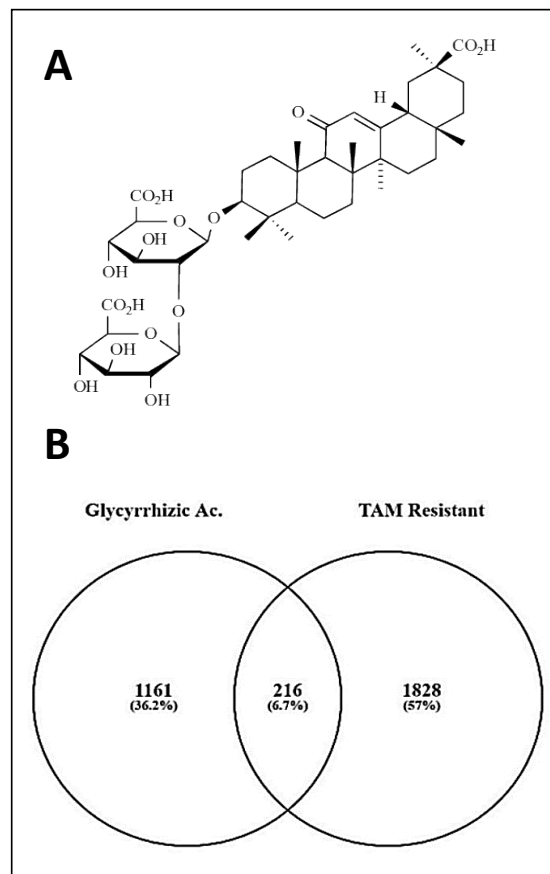 A
CO₂H
H
O
CO₂H
O
O
OH
OH
OH
CO₂H
O
O
OH
OH
OH
OH
B
Glycyrrhizic Ac. TAM Resistant
1161 216 1828
(36.2%) (6.7%) (57%)